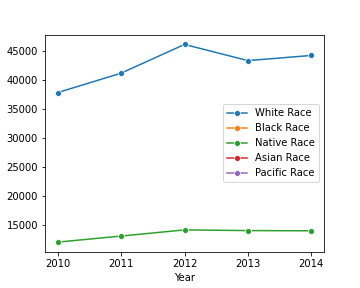 45000
40000
35000
30000
25000
20000
15000
White Race
Black Race
Native Race
Asian Race
Pacific Race
2010 2011 2012 2013 2014
Year